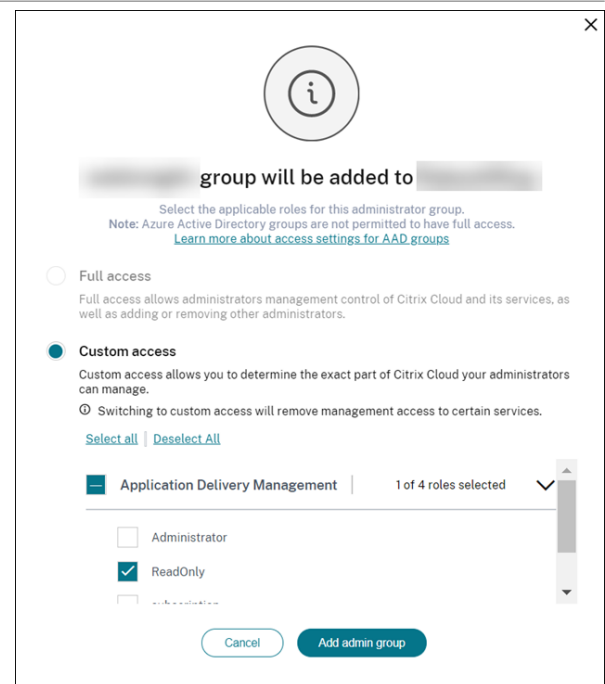 group will be added to
Select the applicable roles for this administrator group.
Note: Azure Active Directory groups are not permitted to have full access.
Learn more about access settings for AAD groups
Full access
Full access allows administrators management control of Citrix Cloud and its services, as
well as adding or removing other administrators.
Custom access
Custom access allows you to determine the exact part of Citrix Cloud your administrators
can manage.
Switching to custom access will remove management access to certain services.
Select all Deselect All
Application Delivery Management 1 of 4 roles selected
Administrator
ReadOnly
Cancel Add admin group